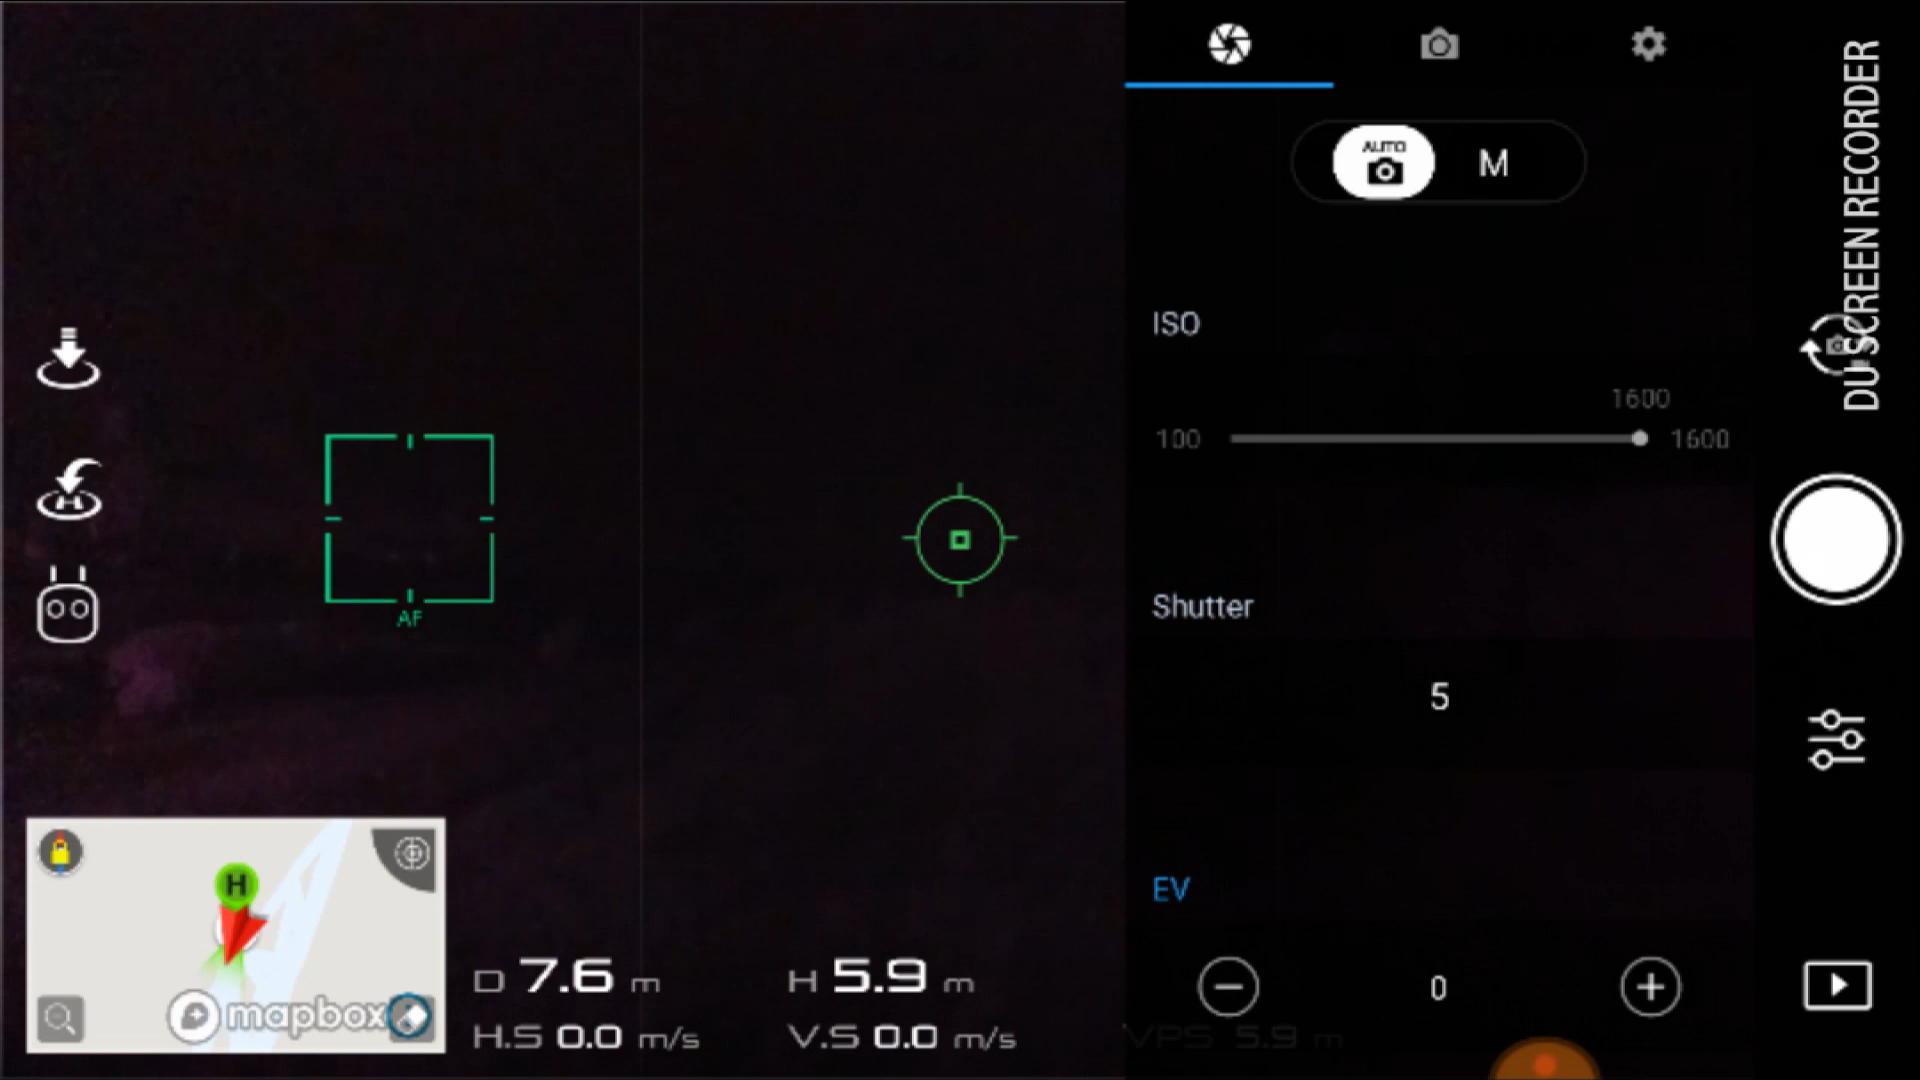 AUTO
M
ISO
1600
100
1600
Shutter
5
EV
0
AF
H
mapbox
D 7.6 m
H 5.9 m
H.S 0.0 m/s
V.S 0.0 m/s
VPS 5.9 m
DU SCREEN RECORDER